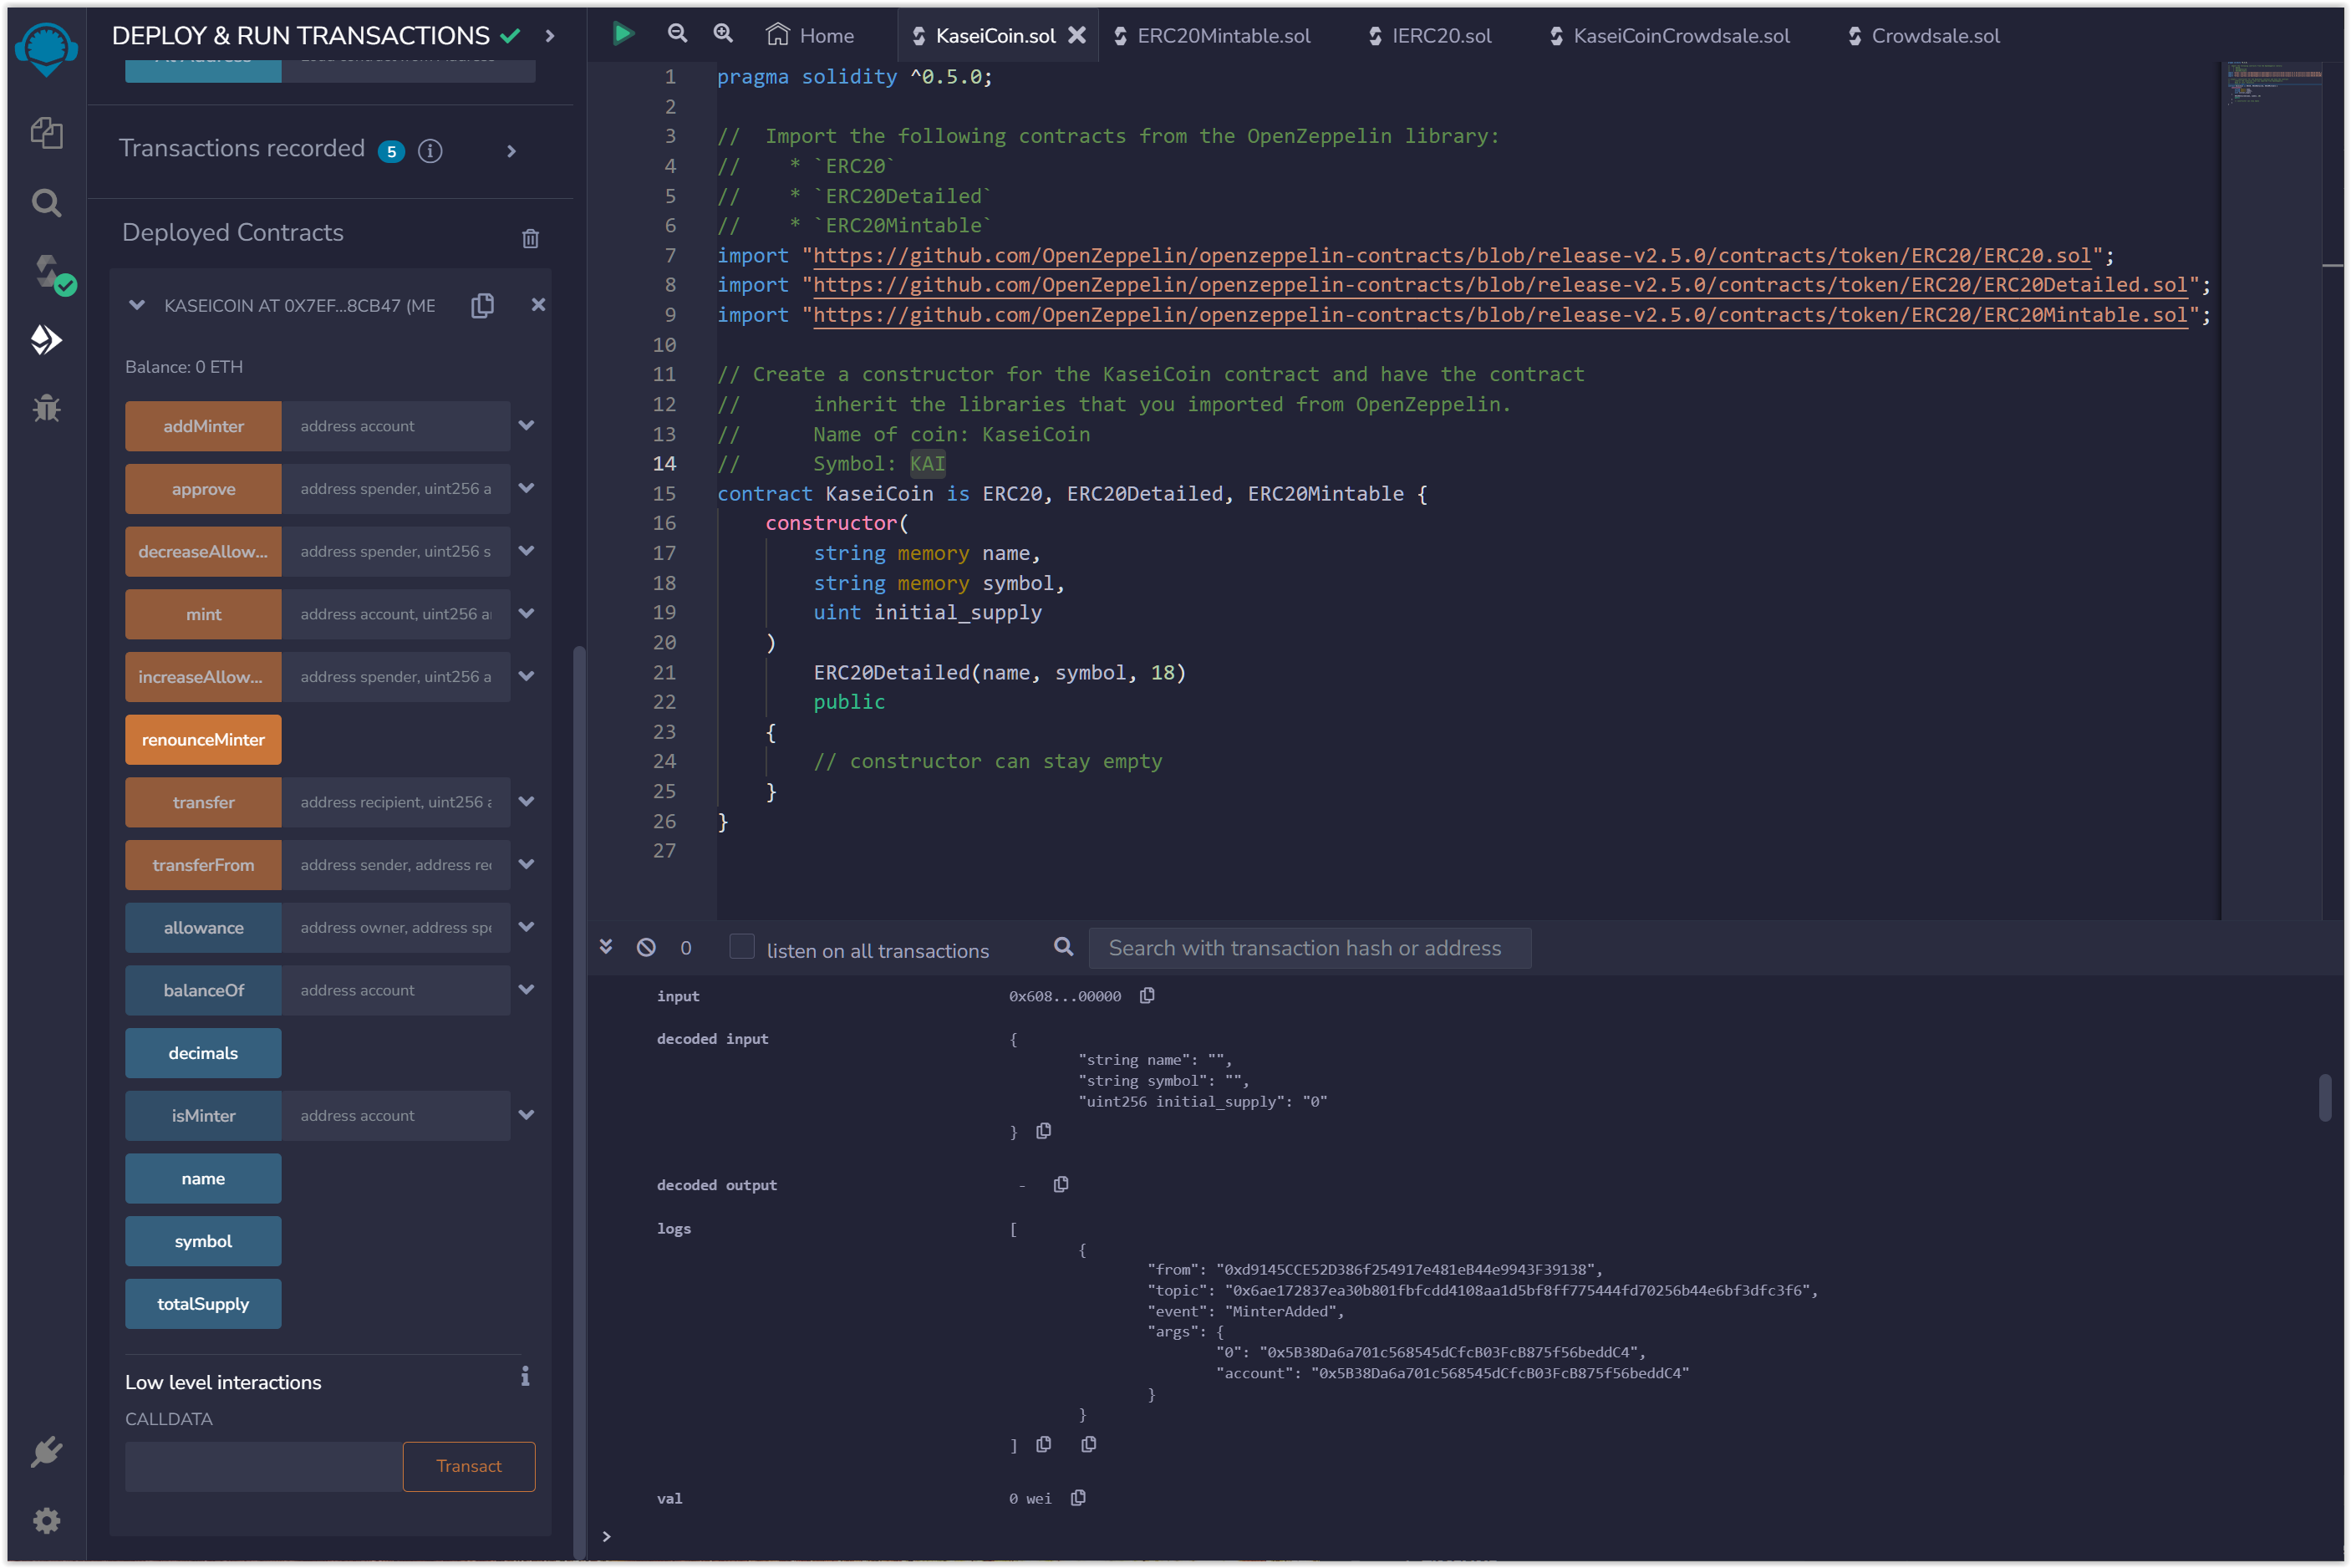 DEPLOY & RUN TRANSACTIONS
Transactions recorded 5
Deployed Contracts
KASEICOIN AT 0X7EF...8CB47 (ME
Balance: 0 ETH
addMinter address account
approve address spender, uint256 a
decreaseAllow... address spender, uint256 s
mint address account, uint256 a
increaseAllow... address spender, uint256 a
renounceMinter
transfer address recipient, uint256 a
transferFrom address sender, address rec
allowance address owner, address spe
balanceOf address account
decimals
isMinter address account
name
symbol
totalSupply
Low level interactions
CALLDATA
Transact
Home KaseiCoin.sol ERC20Mintable.sol IERC20.sol KaseiCoinCrowdsale.sol Crowdsale.sol
1 pragma solidity ^0.5.0;
2
3 //  Import the following contracts from the OpenZeppelin library:
4 //    * `ERC20`
5 //    * `ERC20Detailed`
6 //    * `ERC20Mintable`
7 import "https://github.com/OpenZeppelin/openzeppelin-contracts/blob/release-v2.5.0/contracts/token/ERC20/ERC20.sol";
8 import "https://github.com/OpenZeppelin/openzeppelin-contracts/blob/release-v2.5.0/contracts/token/ERC20/ERC20Detailed.sol";
9 import "https://github.com/OpenZeppelin/openzeppelin-contracts/blob/release-v2.5.0/contracts/token/ERC20/ERC20Mintable.sol";
10
11 // Create a constructor for the KaseiCoin contract and have the contract
12 //      inherit the libraries that you imported from OpenZeppelin.
13 //      Name of coin: KaseiCoin
14 //      Symbol: KAI
15 contract KaseiCoin is ERC20, ERC20Detailed, ERC20Mintable {
16     constructor(
17         string memory name,
18         string memory symbol,
19         uint initial_supply
20     )
21         ERC20Detailed(name, symbol, 18)
22         public
23     {
24         // constructor can stay empty
25     }
26 }
27
0 listen on all transactions Search with transaction hash or address
input 0x608...00000
decoded input {
"string name": "",
"string symbol": "",
"uint256 initial_supply": "0"
}
decoded output -
logs [
{
"from": "0xd9145CCE52D386f254917e481eB44e9943F39138",
"topic": "0x6ae172837ea30b801fbfcdd4108aa1d5bf8ff775444fd70256b44e6bf3dfc3f6",
"event": "MinterAdded",
"args": {
"0": "0x5B38Da6a701c568545dCfcB03FcB875f56beddC4",
"account": "0x5B38Da6a701c568545dCfcB03FcB875f56beddC4"
}
}
]
val 0 wei
>